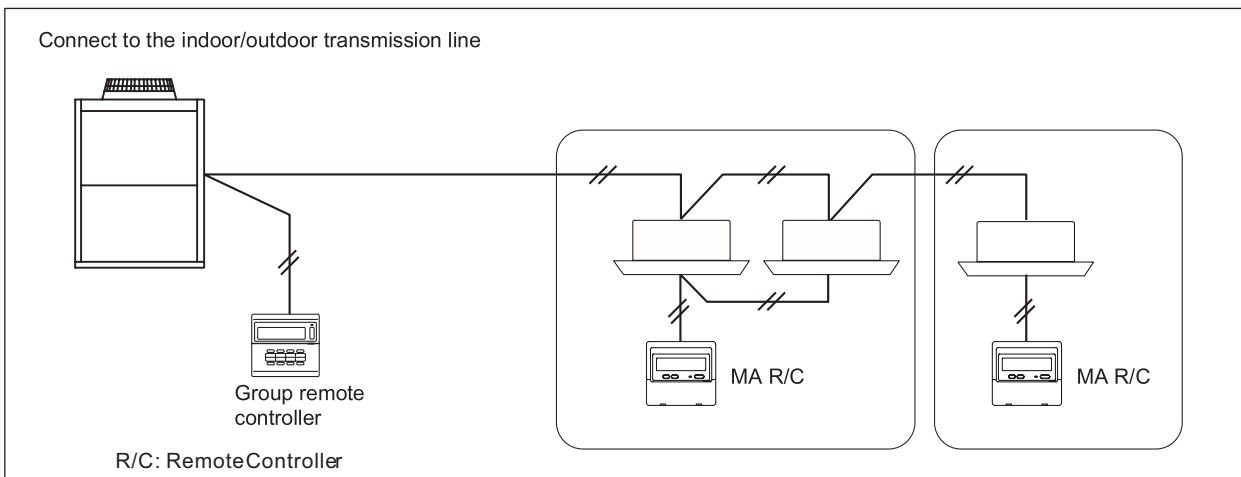 Connect to the indoor/outdoor transmission line
Group remote
controller
MA R/C
MA R/C
R/C: RemoteController